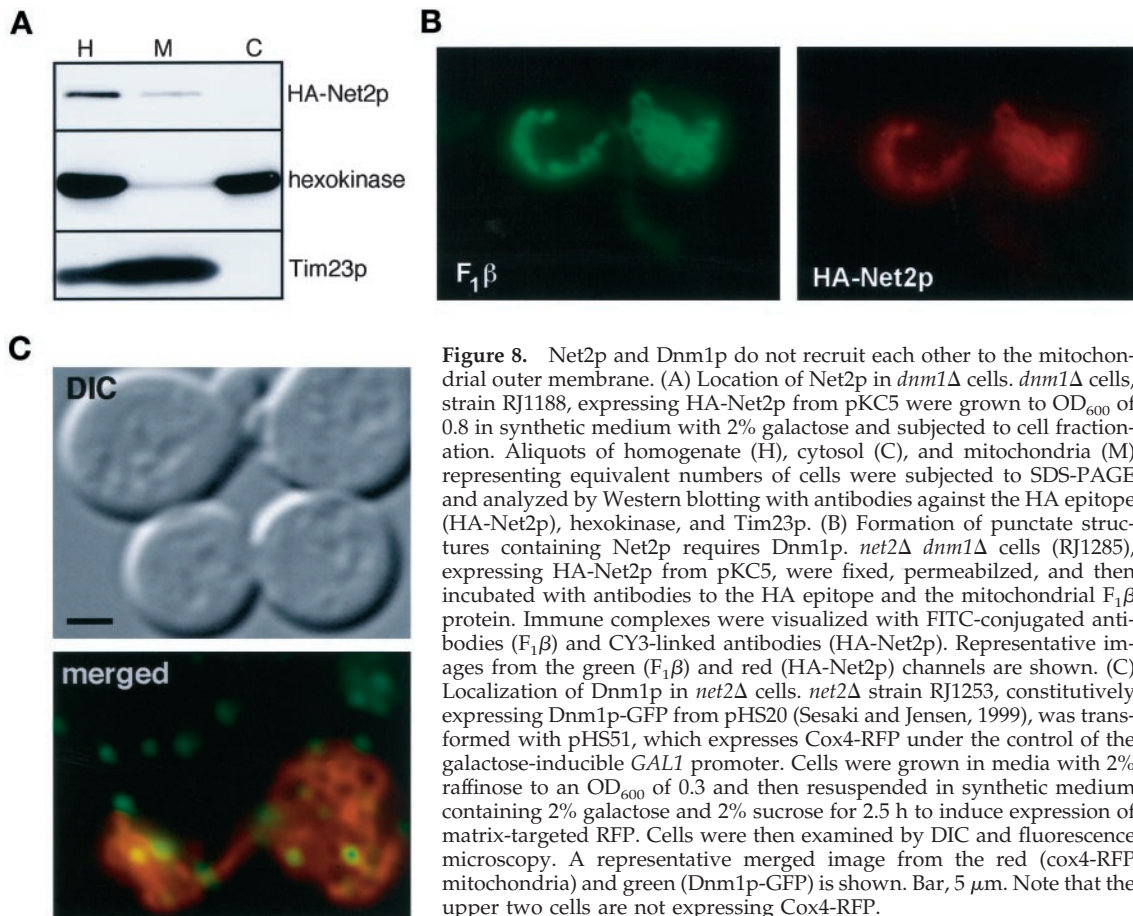 A
H M C
HA-Net2p
hexokinase
Tim23p
B
F₁β
HA-Net2p
C
DIC
merged
Figure 8. Net2p and Dnm1p do not recruit each other to the mitochon-
drial outer membrane. (A) Location of Net2p in dnm1Δ cells. dnm1Δ cells,
strain RJ1188, expressing HA-Net2p from pKC5 were grown to OD₆₀₀ of
0.8 in synthetic medium with 2% galactose and subjected to cell fraction-
ation. Aliquots of homogenate (H), cytosol (C), and mitochondria (M)
representing equivalent numbers of cells were subjected to SDS-PAGE
and analyzed by Western blotting with antibodies against the HA epitope
(HA-Net2p), hexokinase, and Tim23p. (B) Formation of punctate struc-
tures containing Net2p requires Dnm1p. net2Δ dnm1Δ cells (RJ1285),
expressing HA-Net2p from pKC5, were fixed, permeabilzed, and then
incubated with antibodies to the HA epitope and the mitochondrial F₁β
protein. Immune complexes were visualized with FITC-conjugated anti-
bodies (F₁β) and CY3-linked antibodies (HA-Net2p). Representative im-
ages from the green (F₁β) and red (HA-Net2p) channels are shown. (C)
Localization of Dnm1p in net2Δ cells. net2Δ strain RJ1253, constitutively
expressing Dnm1p-GFP from pHS20 (Sesaki and Jensen, 1999), was trans-
formed with pHS51, which expresses Cox4-RFP under the control of the
galactose-inducible GAL1 promoter. Cells were grown in media with 2%
raffinose to an OD₆₀₀ of 0.3 and then resuspended in synthetic medium
containing 2% galactose and 2% sucrose for 2.5 h to induce expression of
matrix-targeted RFP. Cells were then examined by DIC and fluorescence
microscopy. A representative merged image from the red (cox4-RFP
mitochondria) and green (Dnm1p-GFP) is shown. Bar, 5 μm. Note that the
upper two cells are not expressing Cox4-RFP.